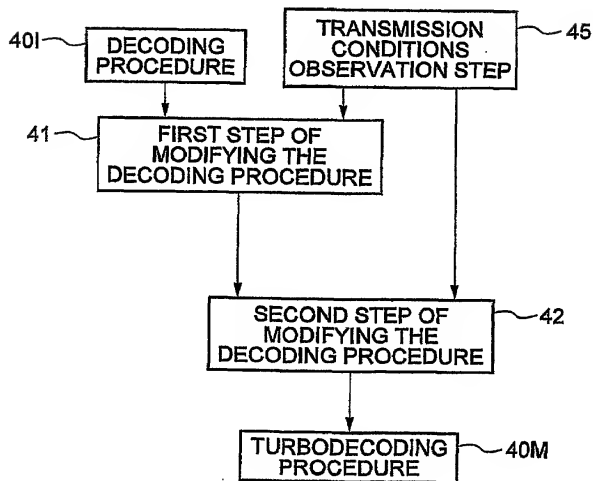 40I
DECODING
PROCEDURE
TRANSMISSION
CONDITIONS
OBSERVATION STEP
45
41
FIRST STEP OF
MODIFYING THE
DECODING PROCEDURE
SECOND STEP OF
MODIFYING THE
DECODING PROCEDURE
42
TURBODECODING
PROCEDURE
40M